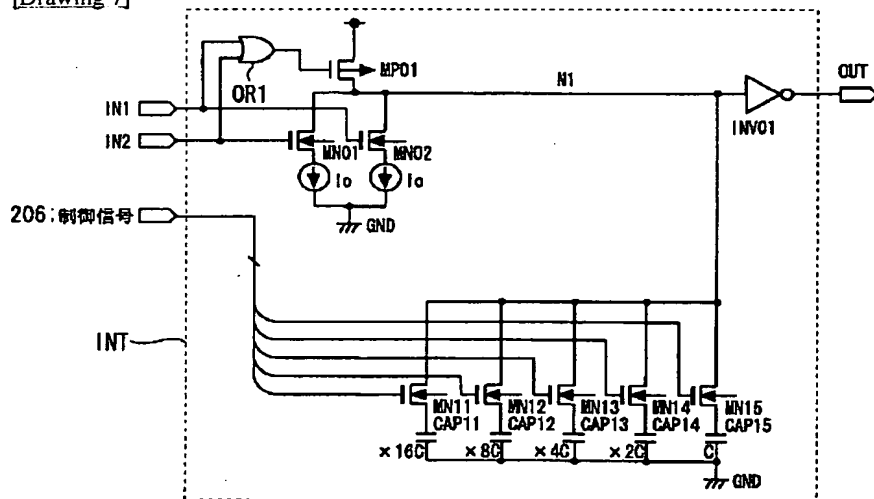 [Drawing 7]
IN1
IN2
OR1
MP01
N1
OUT
INV01
MN01
MN02
Io
Io
GND
206;制御信号
INT
MN11
CAP11
×16C
MN12
CAP12
×8C
MN13
CAP13
×4C
MN14
CAP14
×2C
MN15
CAP15
C
GND